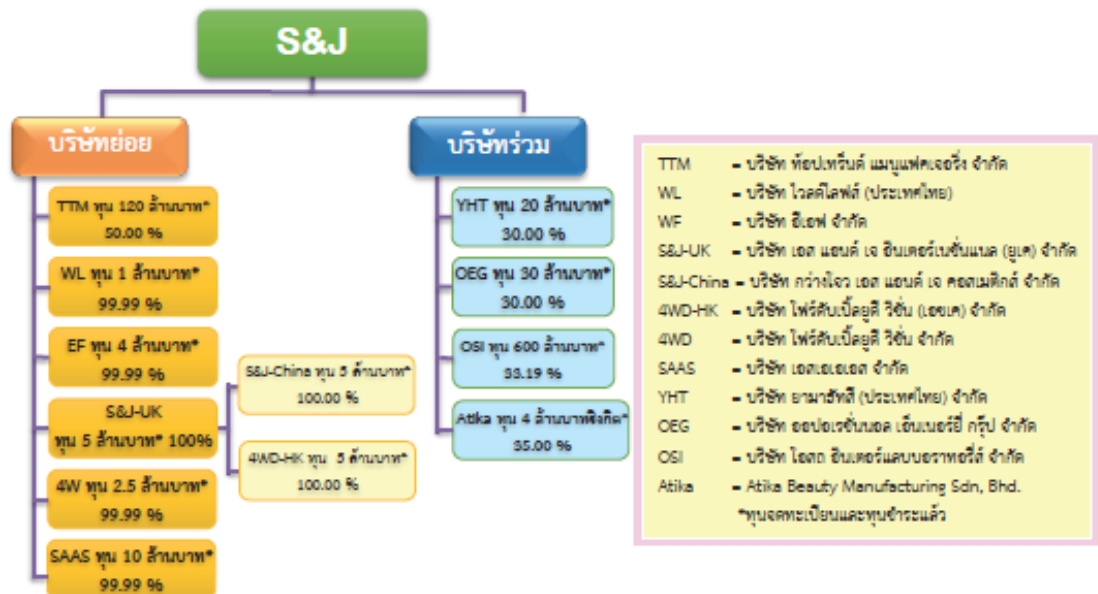 S&J
บริษัทย่อย
TTM ทุน 120 ล้านบาท*
50.00 %
WL ทุน 1 ล้านบาท*
99.99 %
EF ทุน 4 ล้านบาท*
99.99 %
S&J-UK
ทุน 5 ล้านบาท* 100%
4W ทุน 2.5 ล้านบาท*
99.99 %
SAAS ทุน 10 ล้านบาท*
99.99 %
S&J-China ทุน 5 ล้านบาท*
100.00 %
4WD-HK ทุน 5 ล้านบาท*
100.00 %
บริษัทร่วม
YHT ทุน 20 ล้านบาท*
30.00 %
OEG ทุน 30 ล้านบาท*
30.00 %
OSI ทุน 600 ล้านบาท*
33.19 %
Atika ทุน 4 ล้านบาทริงกิต*
35.00 %
TTM = บริษัท ท้อปเทร็นด์ แมนูแฟคเจอริ่ง จำกัด
WL = บริษัท ไวลด์ไลฟส์ (ประเทศไทย)
WF = บริษัท อีเอฟ จำกัด
S&J-UK = บริษัท เอส แอนด์ เจ อินเตอร์เนชั่นแนล (ยูเค) จำกัด
S&J-China = บริษัท กว่างโจว เอส แอนด์ เจ คอสเมติกส์ จำกัด
4WD-HK = บริษัท โฟร์ดับเบิ้ลยูดี วิชั่น (เอชเค) จำกัด
4WD = บริษัท โฟร์ดับเบิ้ลยูดี วิชั่น จำกัด
SAAS = บริษัท เอสเอเอเอส จำกัด
YHT = บริษัท ยามาฮัทสึ (ประเทศไทย) จำกัด
OEG = บริษัท ออปอเรชั่นนอล เอ็นเนอร์ยี่ กรุ๊ป จำกัด
OSI = บริษัท โอสถ อินเตอร์แลบบอราทอรี่ส์ จำกัด
Atika = Atika Beauty Manufacturing Sdn, Bhd.
*ทุนจดทะเบียนและทุนชำระแล้ว